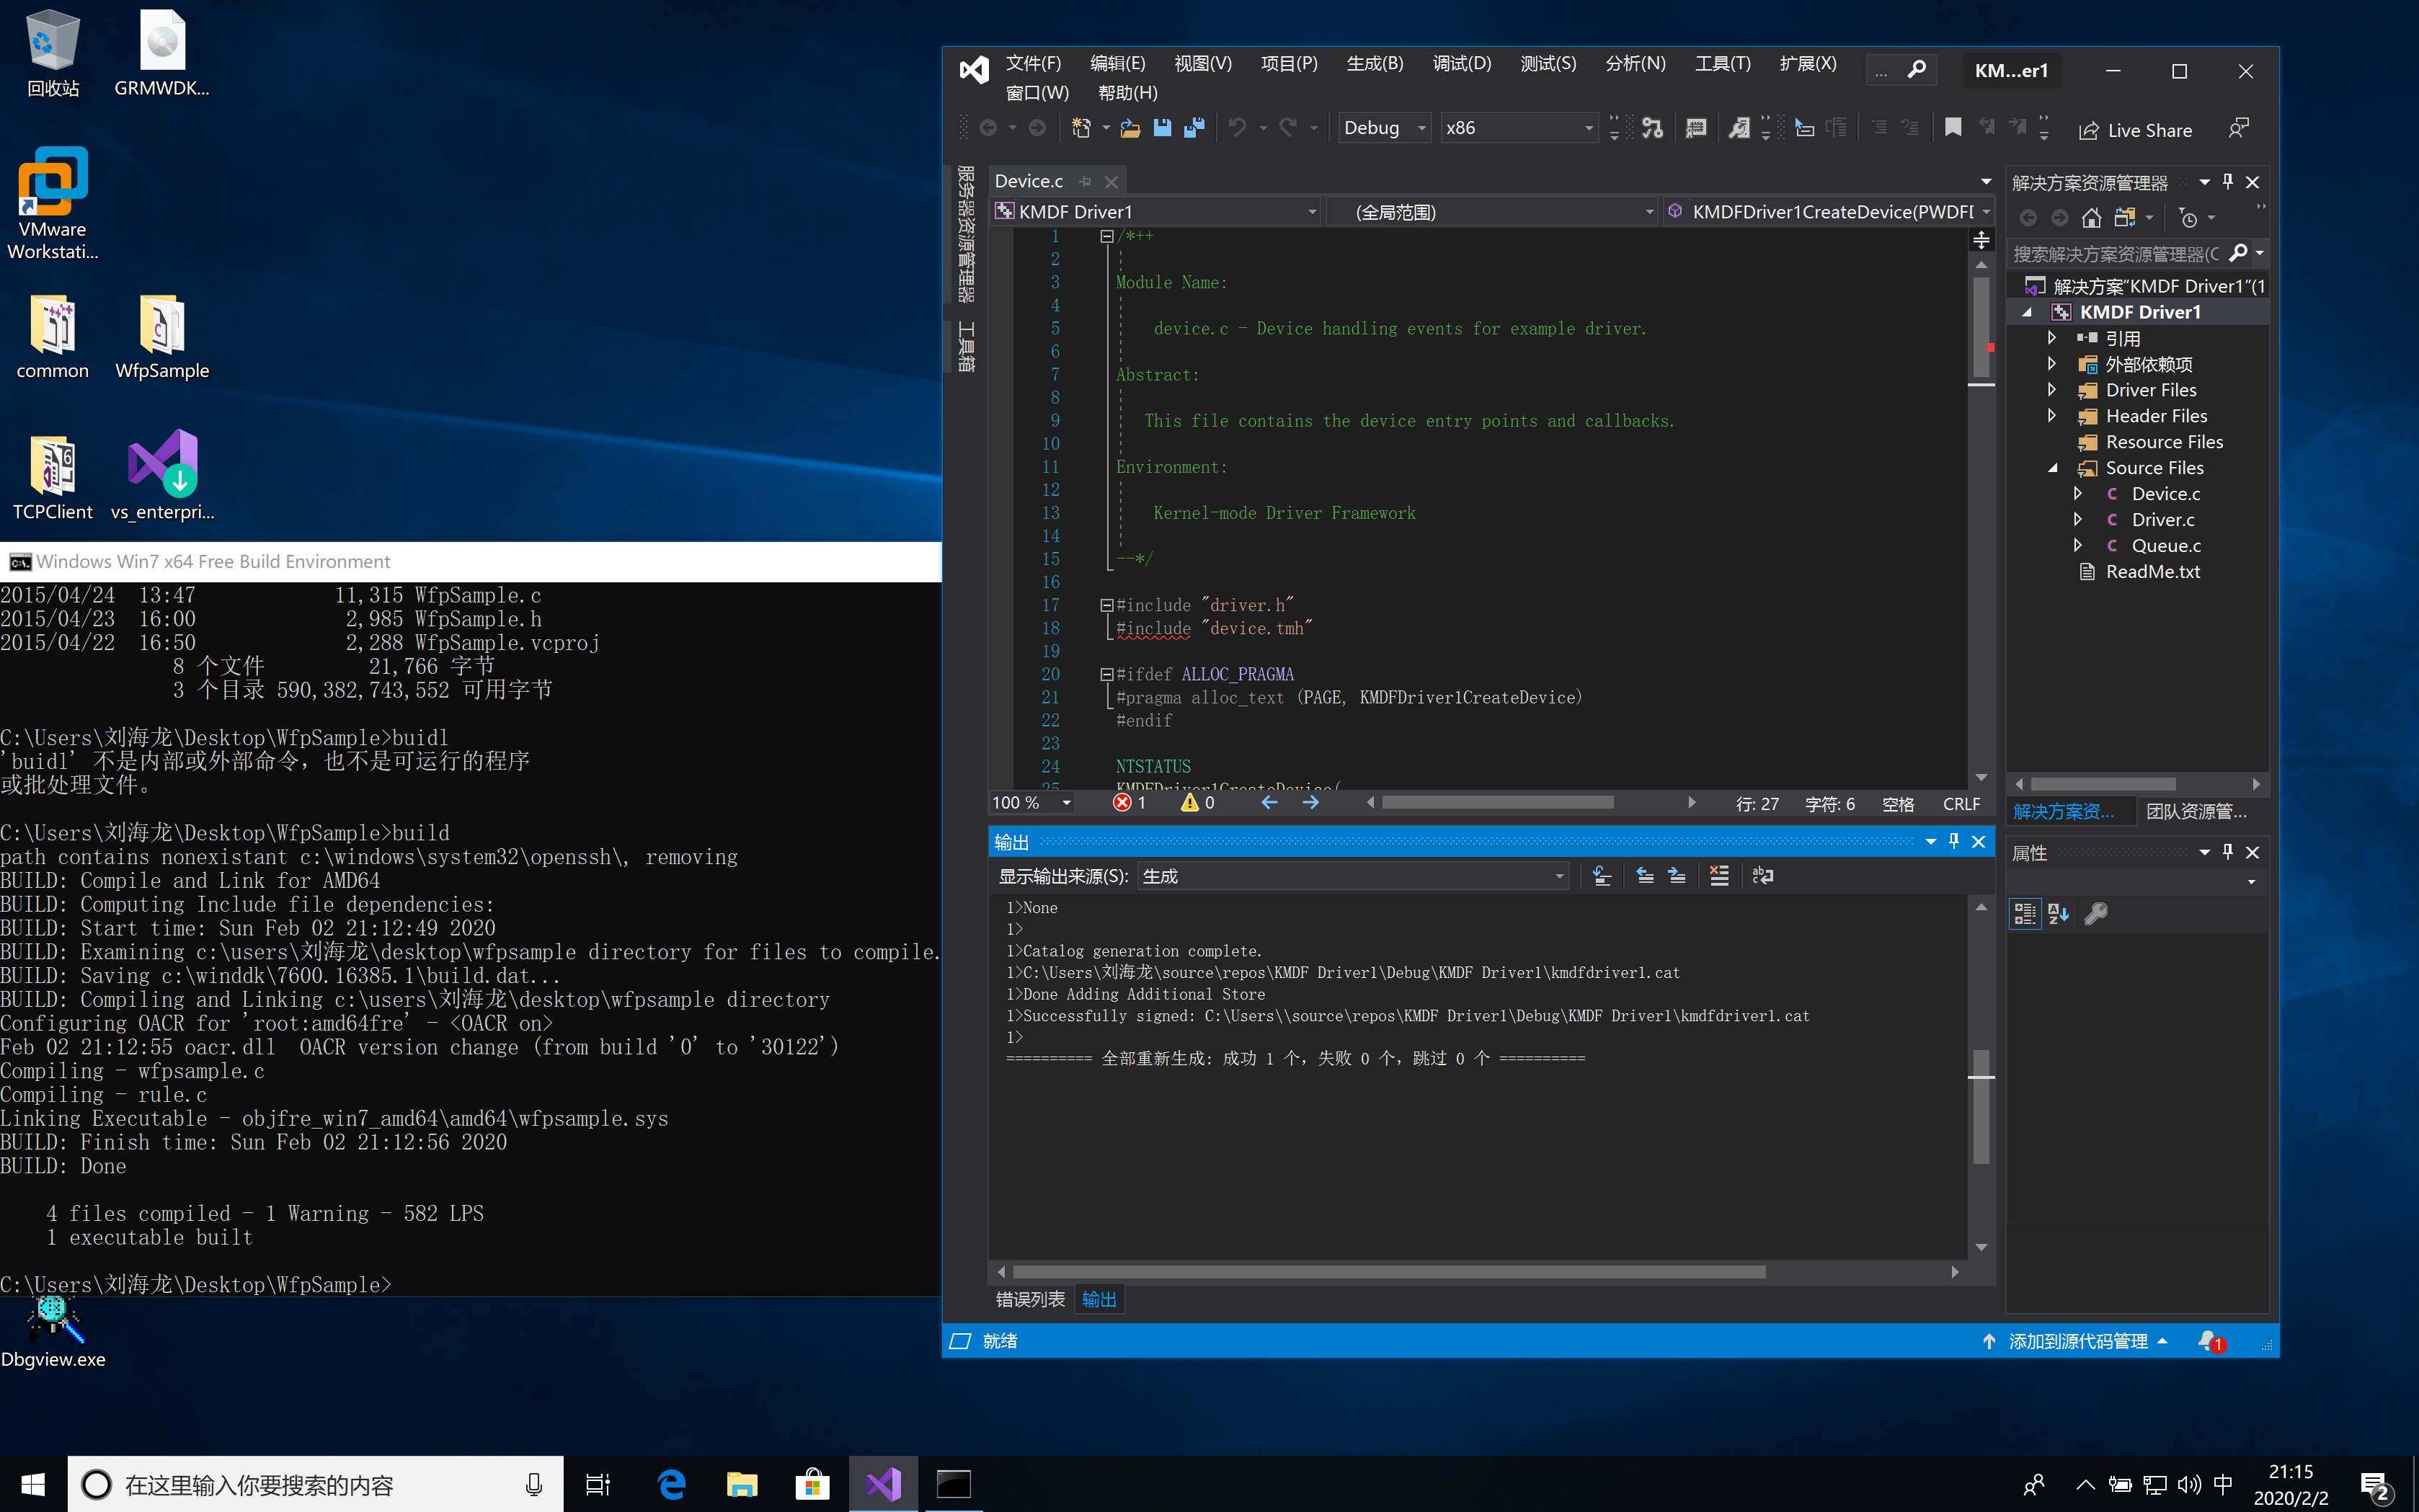 回收站
GRMWDK...
VMware
Workstati...
common
WfpSample
TCPClient
vs_enterpri...
Windows Win7 x64 Free Build Environment
2015/04/24  13:47            11,315 WfpSample.c
2015/04/23  16:00             2,985 WfpSample.h
2015/04/22  16:50             2,288 WfpSample.vcproj
8 个文件         21,766 字节
3 个目录 590,382,743,552 可用字节
C:\Users\刘海龙\Desktop\WfpSample>buidl
'buidl' 不是内部或外部命令，也不是可运行的程序
或批处理文件。
C:\Users\刘海龙\Desktop\WfpSample>build
path contains nonexistant c:\windows\system32\openssh\, removing
BUILD: Compile and Link for AMD64
BUILD: Computing Include file dependencies:
BUILD: Start time: Sun Feb 02 21:12:49 2020
BUILD: Examining c:\users\刘海龙\desktop\wfpsample directory for files to compile.
BUILD: Saving c:\winddk\7600.16385.1\build.dat...
BUILD: Compiling and Linking c:\users\刘海龙\desktop\wfpsample directory
Configuring OACR for 'root:amd64fre' - <OACR on>
Feb 02 21:12:55 oacr.dll  OACR version change (from build '0' to '30122')
Compiling - wfpsample.c
Compiling - rule.c
Linking Executable - objfre_win7_amd64\amd64\wfpsample.sys
BUILD: Finish time: Sun Feb 02 21:12:56 2020
BUILD: Done
4 files compiled - 1 Warning - 582 LPS
1 executable built
C:\Users\刘海龙\Desktop\WfpSample>
Dbgview.exe
文件(F) 编辑(E) 视图(V) 项目(P) 生成(B) 调试(D) 测试(S) 分析(N) 工具(T) 扩展(X) ... KM...er1
窗口(W) 帮助(H)
Debug x86 Live Share
服务器资源管理器
工具箱
Device.c
KMDF Driver1 (全局范围) KMDFDriver1CreateDevice(PWDFD
1 /*++
2
3 Module Name:
4
5 device.c - Device handling events for example driver.
6
7 Abstract:
8
9 This file contains the device entry points and callbacks.
10
11 Environment:
12
13 Kernel-mode Driver Framework
14
15 --*/
16
17 #include "driver.h"
18 #include "device.tmh"
19
20 #ifdef ALLOC_PRAGMA
21 #pragma alloc_text (PAGE, KMDFDriver1CreateDevice)
22 #endif
23
24 NTSTATUS
25 KMDFDriver1CreateDevice(
100 % 1 0 行: 27 字符: 6 空格 CRLF
输出
显示输出来源(S): 生成
1>None
1>
1>Catalog generation complete.
1>C:\Users\刘海龙\source\repos\KMDF Driver1\Debug\KMDF Driver1\kmdfdriver1.cat
1>Done Adding Additional Store
1>Successfully signed: C:\Users\\source\repos\KMDF Driver1\Debug\KMDF Driver1\kmdfdriver1.cat
1>
========== 全部重新生成: 成功 1 个，失败 0 个，跳过 0 个 ==========
错误列表 输出
就绪 添加到源代码管理 1
解决方案资源管理器
搜索解决方案资源管理器(C
解决方案"KMDF Driver1"(1
KMDF Driver1
引用
外部依赖项
Driver Files
Header Files
Resource Files
Source Files
Device.c
Driver.c
Queue.c
ReadMe.txt
解决方案资... 团队资源管...
属性
在这里输入你要搜索的内容
中
21:15
2020/2/2
2